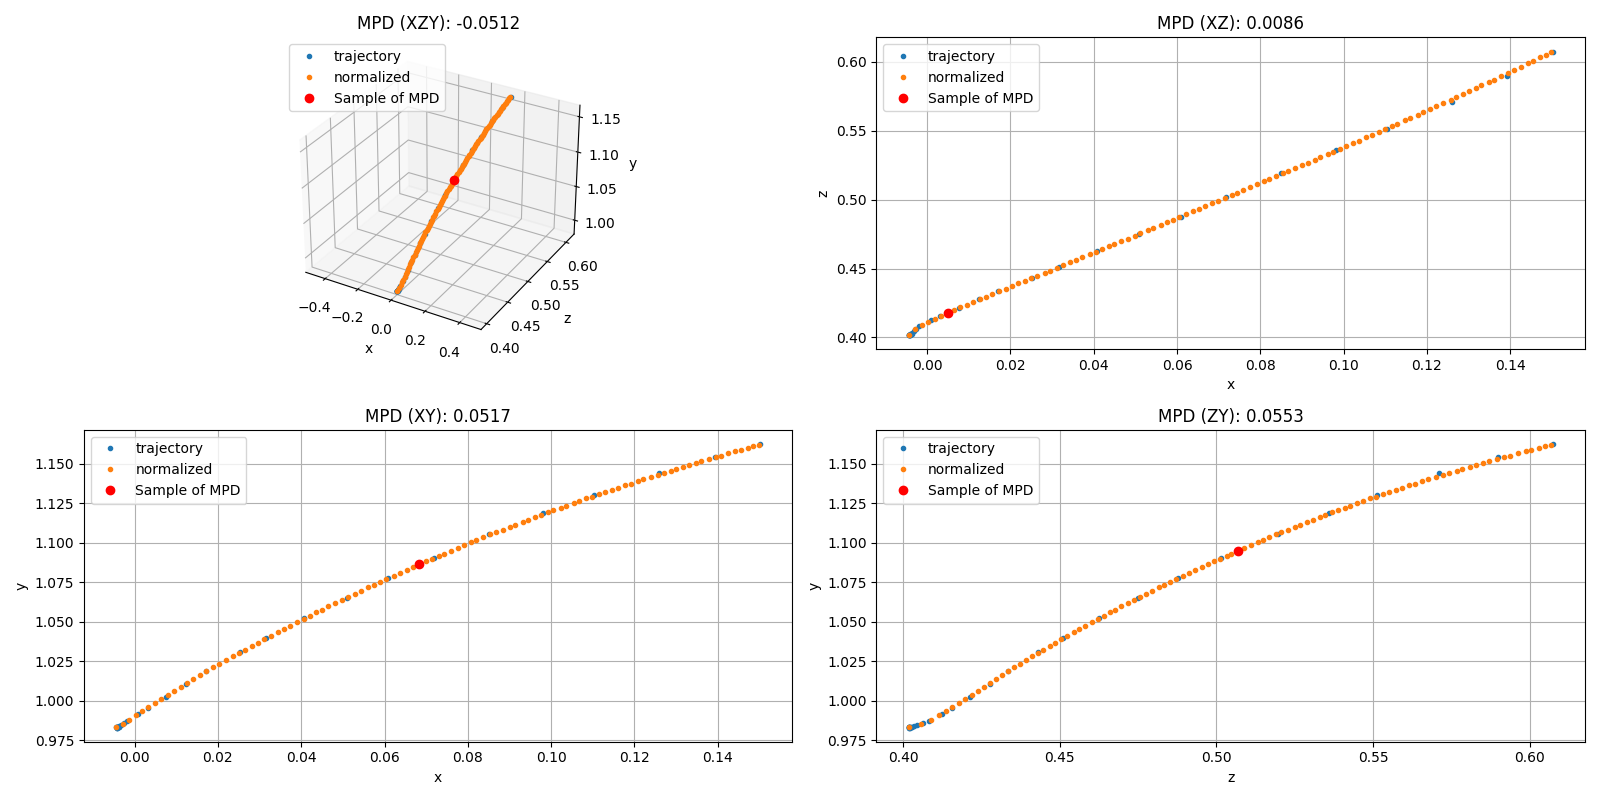 MPD (XZY): -0.0512
trajectory
normalized
Sample of MPD
1.15
1.10
1.05
1.00
y
0.60
0.55
0.50
0.45
0.40
z
−0.4
−0.2
0.0
0.2
0.4
x
MPD (XZ): 0.0086
trajectory
normalized
Sample of MPD
0.60
0.55
0.50
0.45
0.40
z
0.00 0.02 0.04 0.06 0.08 0.10 0.12 0.14
x
MPD (XY): 0.0517
trajectory
normalized
Sample of MPD
1.150
1.125
1.100
1.075
1.050
1.025
1.000
0.975
y
0.00 0.02 0.04 0.06 0.08 0.10 0.12 0.14
x
MPD (ZY): 0.0553
trajectory
normalized
Sample of MPD
1.150
1.125
1.100
1.075
1.050
1.025
1.000
0.975
y
0.40 0.45 0.50 0.55 0.60
z